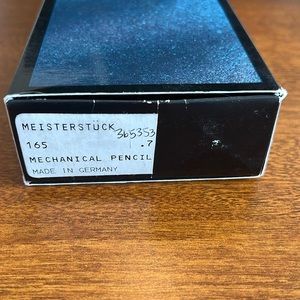 MEISTERSTÜCK 365353
165 .7
MECHANICAL PENCIL
MADE IN GERMANY